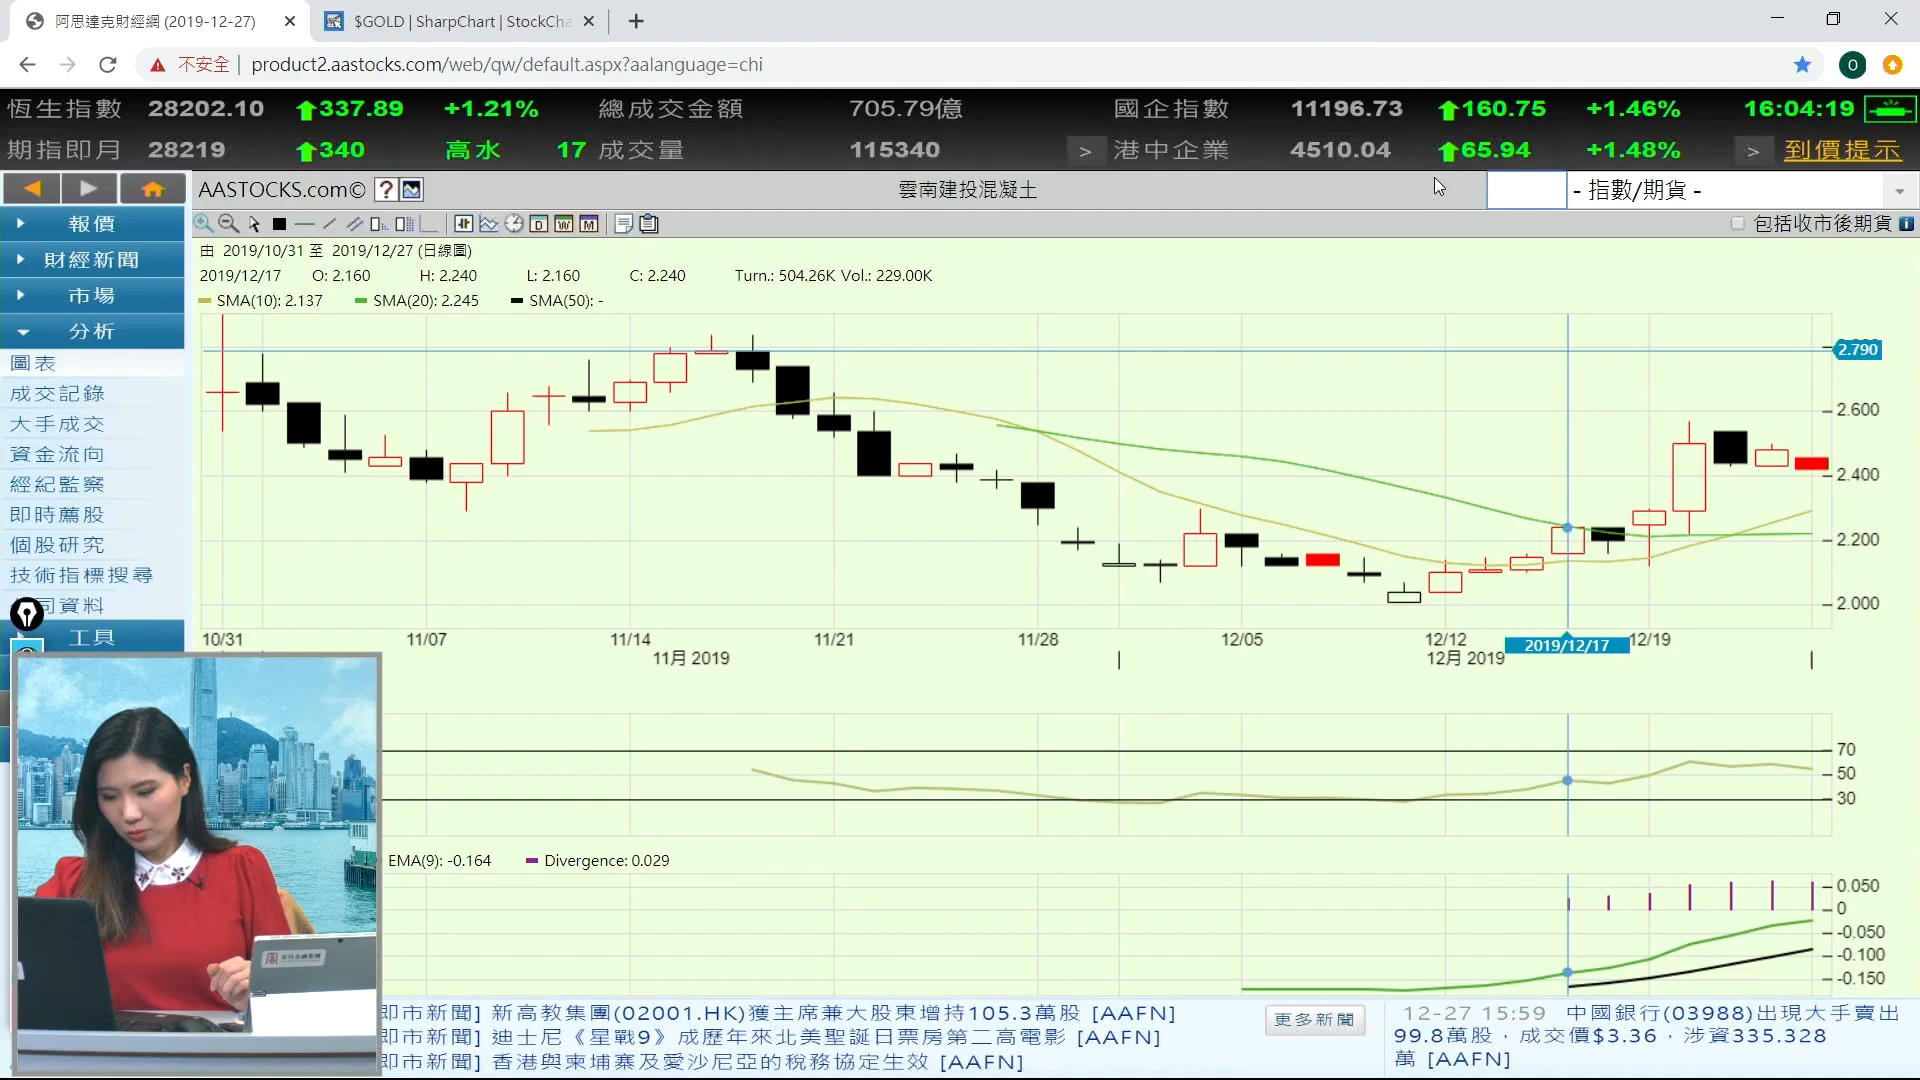 阿思達克財經網 (2019-12-27)
$GOLD | SharpChart | StockCha
不安全 | product2.aastocks.com/web/qw/default.aspx?aalanguage=chi
O
恆生指數 28202.10 337.89 +1.21% 總成交金額 705.79億 國企指數 11196.73 160.75 +1.46% 16:04:19
期指即月 28219 340 高水 17 成交量 115340 > 港中企業 4510.04 65.94 +1.48% > 到價提示
AASTOCKS.com© ? 雲南建投混凝土 - 指數/期貨 -
D W M 包括收市後期貨 i
報價
財經新聞
市場
分析
圖表
成交記錄
大手成交
資金流向
經紀監察
即時薦股
個股研究
技術指標搜尋
司資料
工具
由 2019/10/31 至 2019/12/27 (日線圖)
2019/12/17 O: 2.160 H: 2.240 L: 2.160 C: 2.240 Turn.: 504.26K Vol.: 229.00K
SMA(10): 2.137 SMA(20): 2.245 SMA(50): -
2.790
2.600
2.400
2.200
2.000
10/31 11/07 11/14 11/21 11/28 12/05 12/12 2019/12/17 12/19
11月 2019 12月 2019
70
50
30
EMA(9): -0.164 Divergence: 0.029
0.050
0
-0.050
-0.100
-0.150
即市新聞] 新高教集團(02001.HK)獲主席兼大股東增持105.3萬股 [AAFN]
即市新聞] 迪士尼《星戰9》成歷年來北美聖誕日票房第二高電影 [AAFN]
即市新聞] 香港與柬埔寨及愛沙尼亞的稅務協定生效 [AAFN]
更多新聞
12-27 15:59 中國銀行(03988)出現大手賣出
99.8萬股，成交價$3.36，涉資335.328
萬 [AAFN]